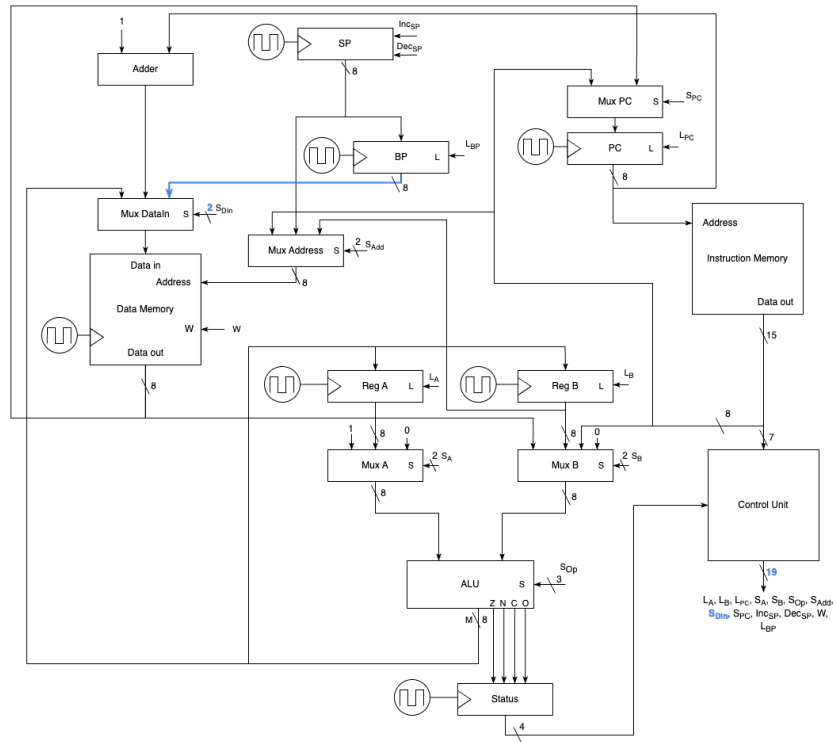 1
Adder
SP
Inc_SP
Dec_SP
8
Mux PC
S
S_PC
PC
L
L_PC
8
BP
L
L_BP
8
Mux DataIn
S
2 S_DIn
Mux Address
S
2 S_Add
8
Address
Instruction Memory
Data out
15
Data in
Address
Data Memory
W
W
Data out
8
Reg A
L
L_A
Reg B
L
L_B
8
7
1
8
0
Mux A
S
2 S_A
8
8
0
Mux B
S
2 S_B
8
Control Unit
19
L_A, L_B, L_PC, S_A, S_B, S_Op, S_Add,
S_DIn, S_PC, Inc_SP, Dec_SP, W,
L_BP
ALU
S
S_Op
3
Z N C O
M
8
Status
4